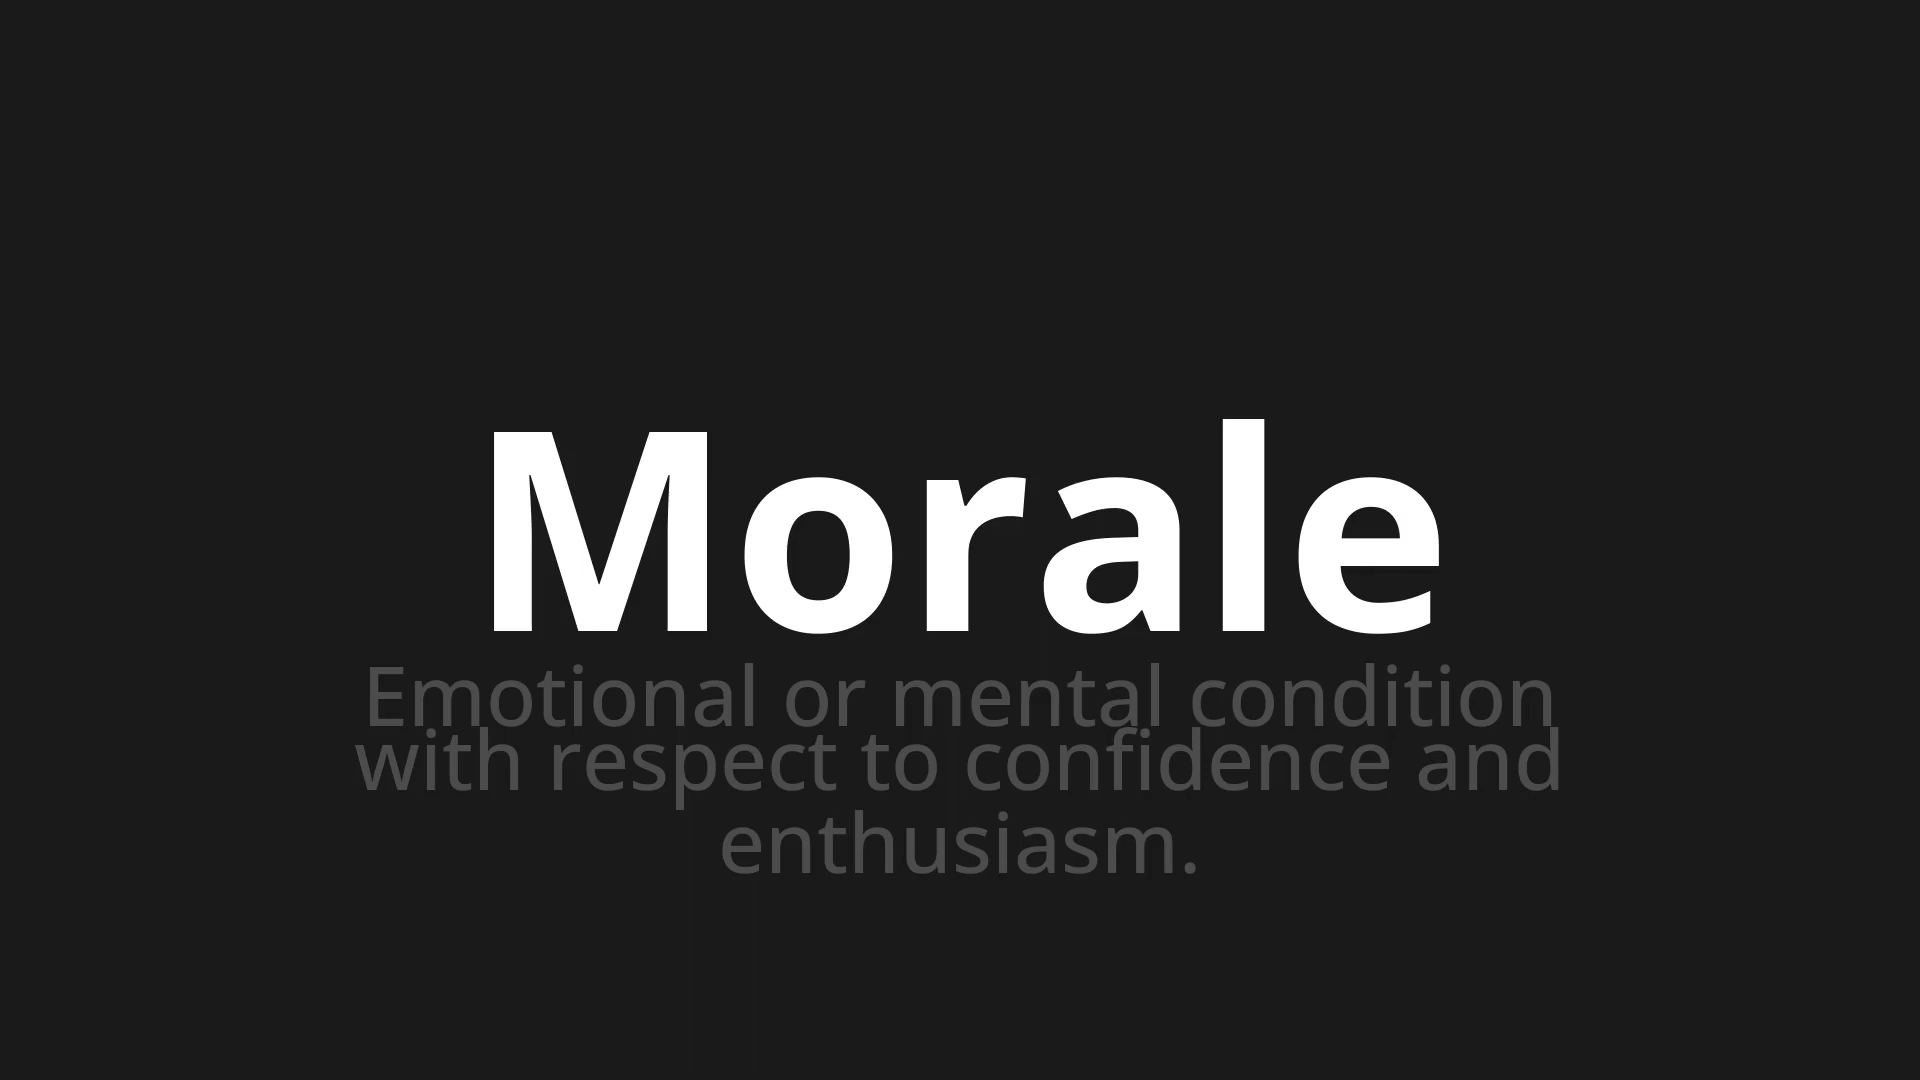 Morale
Emotional or mental condition
with respect to confidence and
enthusiasm.